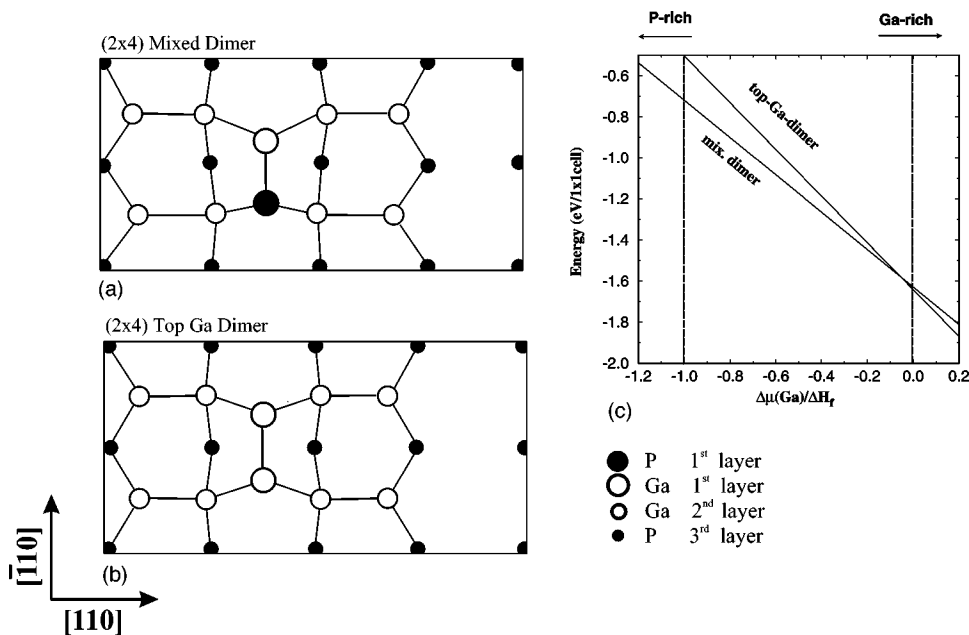 (2x4) Mixed Dimer
(a)
(2x4) Top Ga Dimer
(b)
[1̄10]
[110]
P-rich
Ga-rich
top-Ga-dimer
mix. dimer
Energy (eV/1x1cell)
-0.6
-0.8
-1.0
-1.2
-1.4
-1.6
-1.8
-2.0
-1.2 -1.0 -0.8 -0.6 -0.4 -0.2 0.0 0.2
Δμ(Ga)/ΔH_f
(c)
P 1st layer
Ga 1st layer
Ga 2nd layer
P 3rd layer